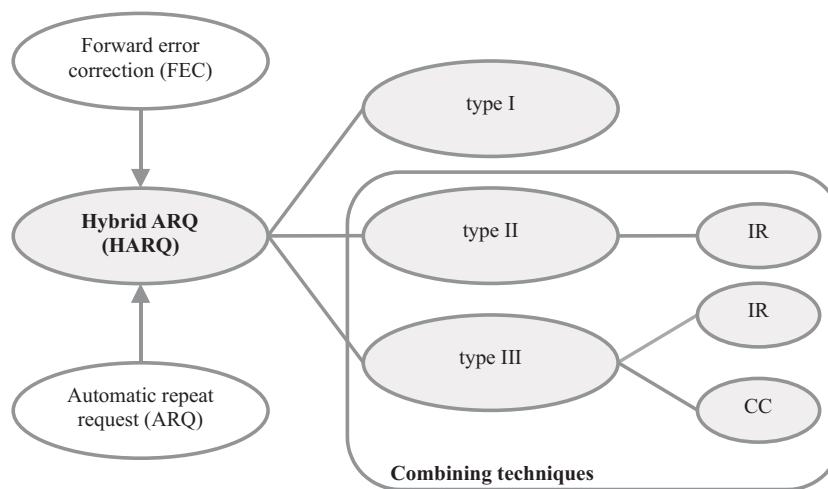 Forward error
correction (FEC)
type I
Hybrid ARQ
(HARQ)
type II
IR
IR
type III
Automatic repeat
request (ARQ)
CC
Combining techniques